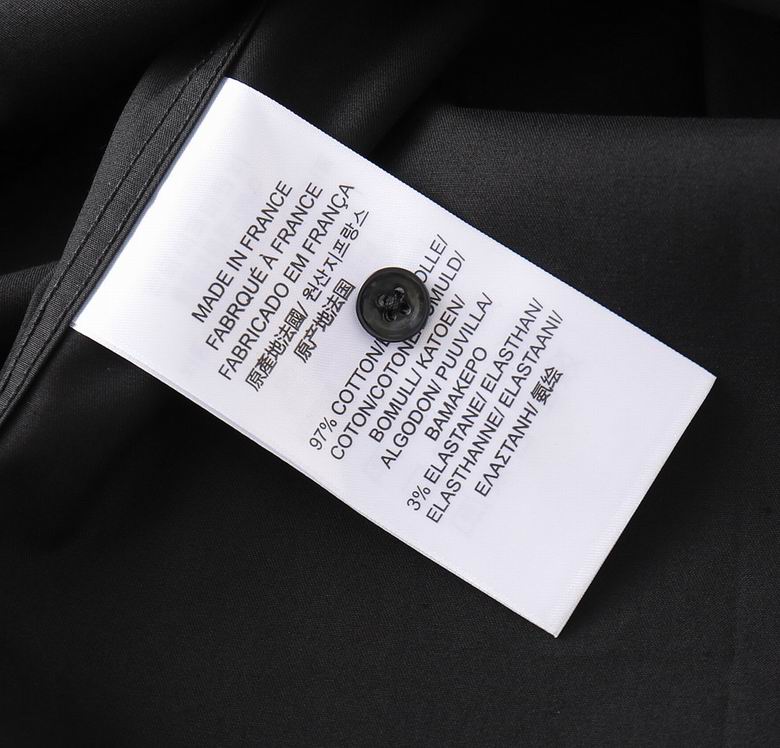 MADE IN FRANCE
FABRQUÉ À FRANCE
FABRICADO EM FRANÇA
原產地法國/ 원산지프랑스
原产地法国
97% COTTON/
COTON/COTONE
BOMULL/ KATOEN/
ALGODON/ PUUVILLA/
BAMAKEPO
3% ELASTANE/ ELASTHAN/
ELASTHANNE/ ELASTAANI/
ΕΛΑΣΤΑΝΗ/ 氨纶